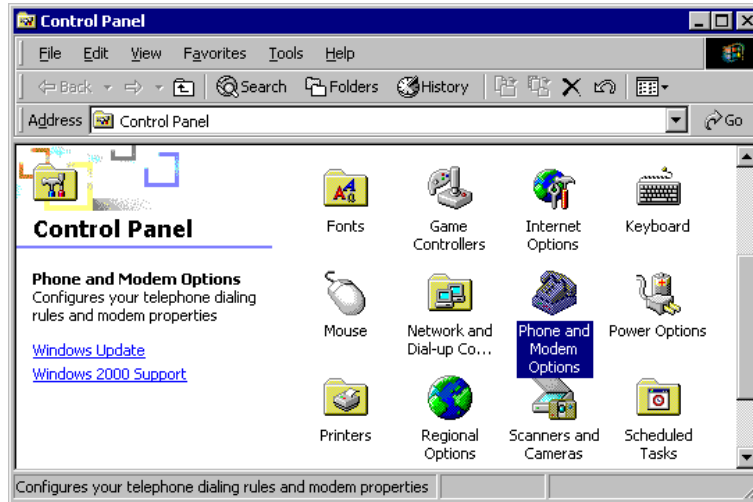 Control Panel
File Edit View Favorites Tools Help
Back Search Folders History
Address Control Panel Go
Control Panel
Phone and Modem Options
Configures your telephone dialing
rules and modem properties
Windows Update
Windows 2000 Support
Fonts
Game
Controllers
Internet
Options
Keyboard
Mouse
Network and
Dial-up Co...
Phone and
Modem
Options
Power Options
Printers
Regional
Options
Scanners and
Cameras
Scheduled
Tasks
Configures your telephone dialing rules and modem properties